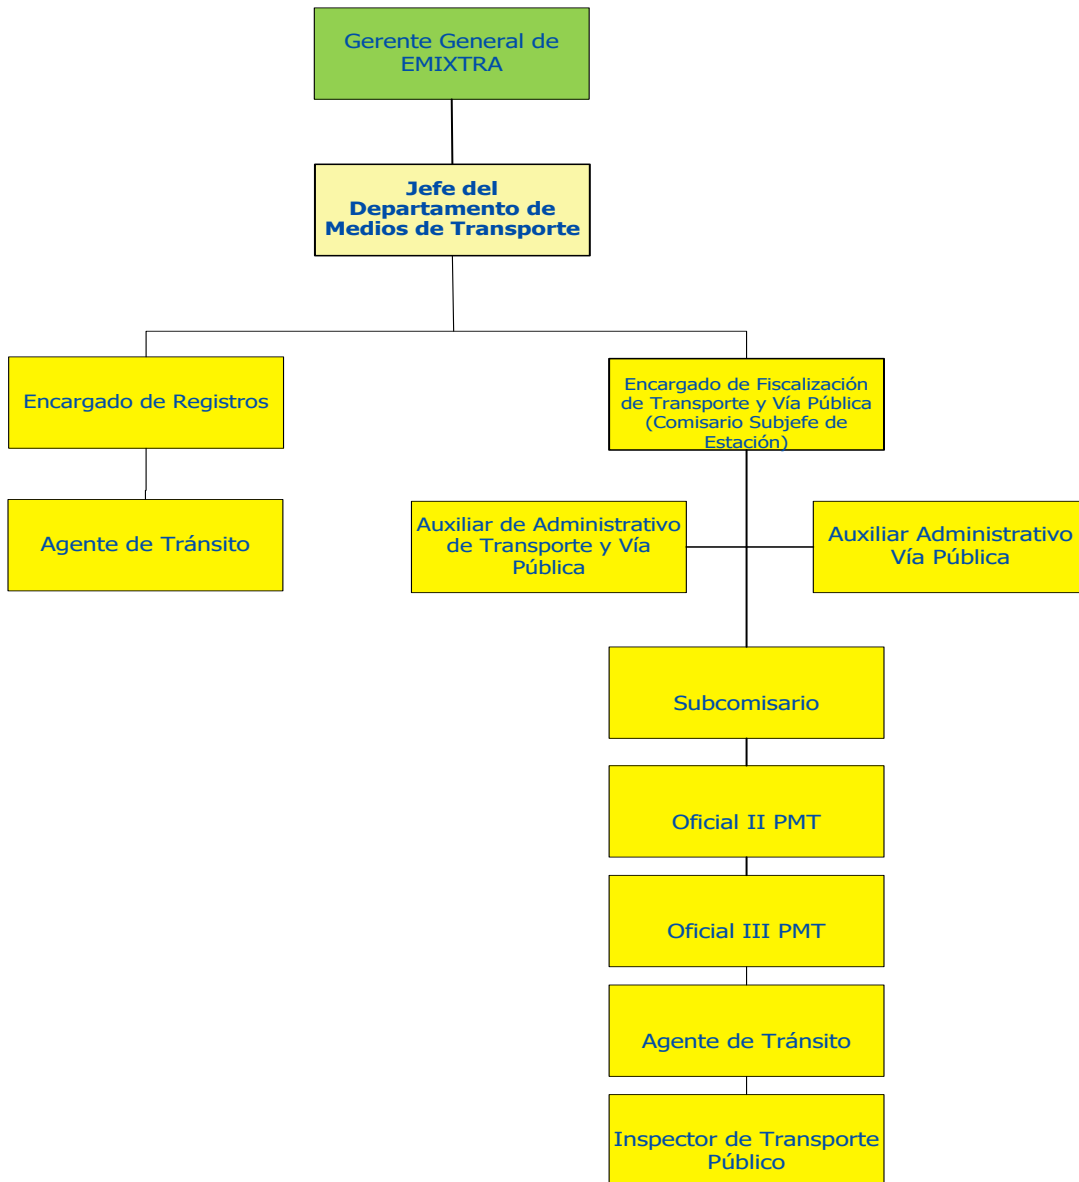 Gerente General de
EMIXTRA
Jefe del
Departamento de
Medios de Transporte
Encargado de Registros
Encargado de Fiscalización
de Transporte y Vía Pública
(Comisario Subjefe de
Estación)
Agente de Tránsito
Auxiliar de Administrativo
de Transporte y Vía
Pública
Auxiliar Administrativo
Vía Pública
Subcomisario
Oficial II PMT
Oficial III PMT
Agente de Tránsito
Inspector de Transporte
Público